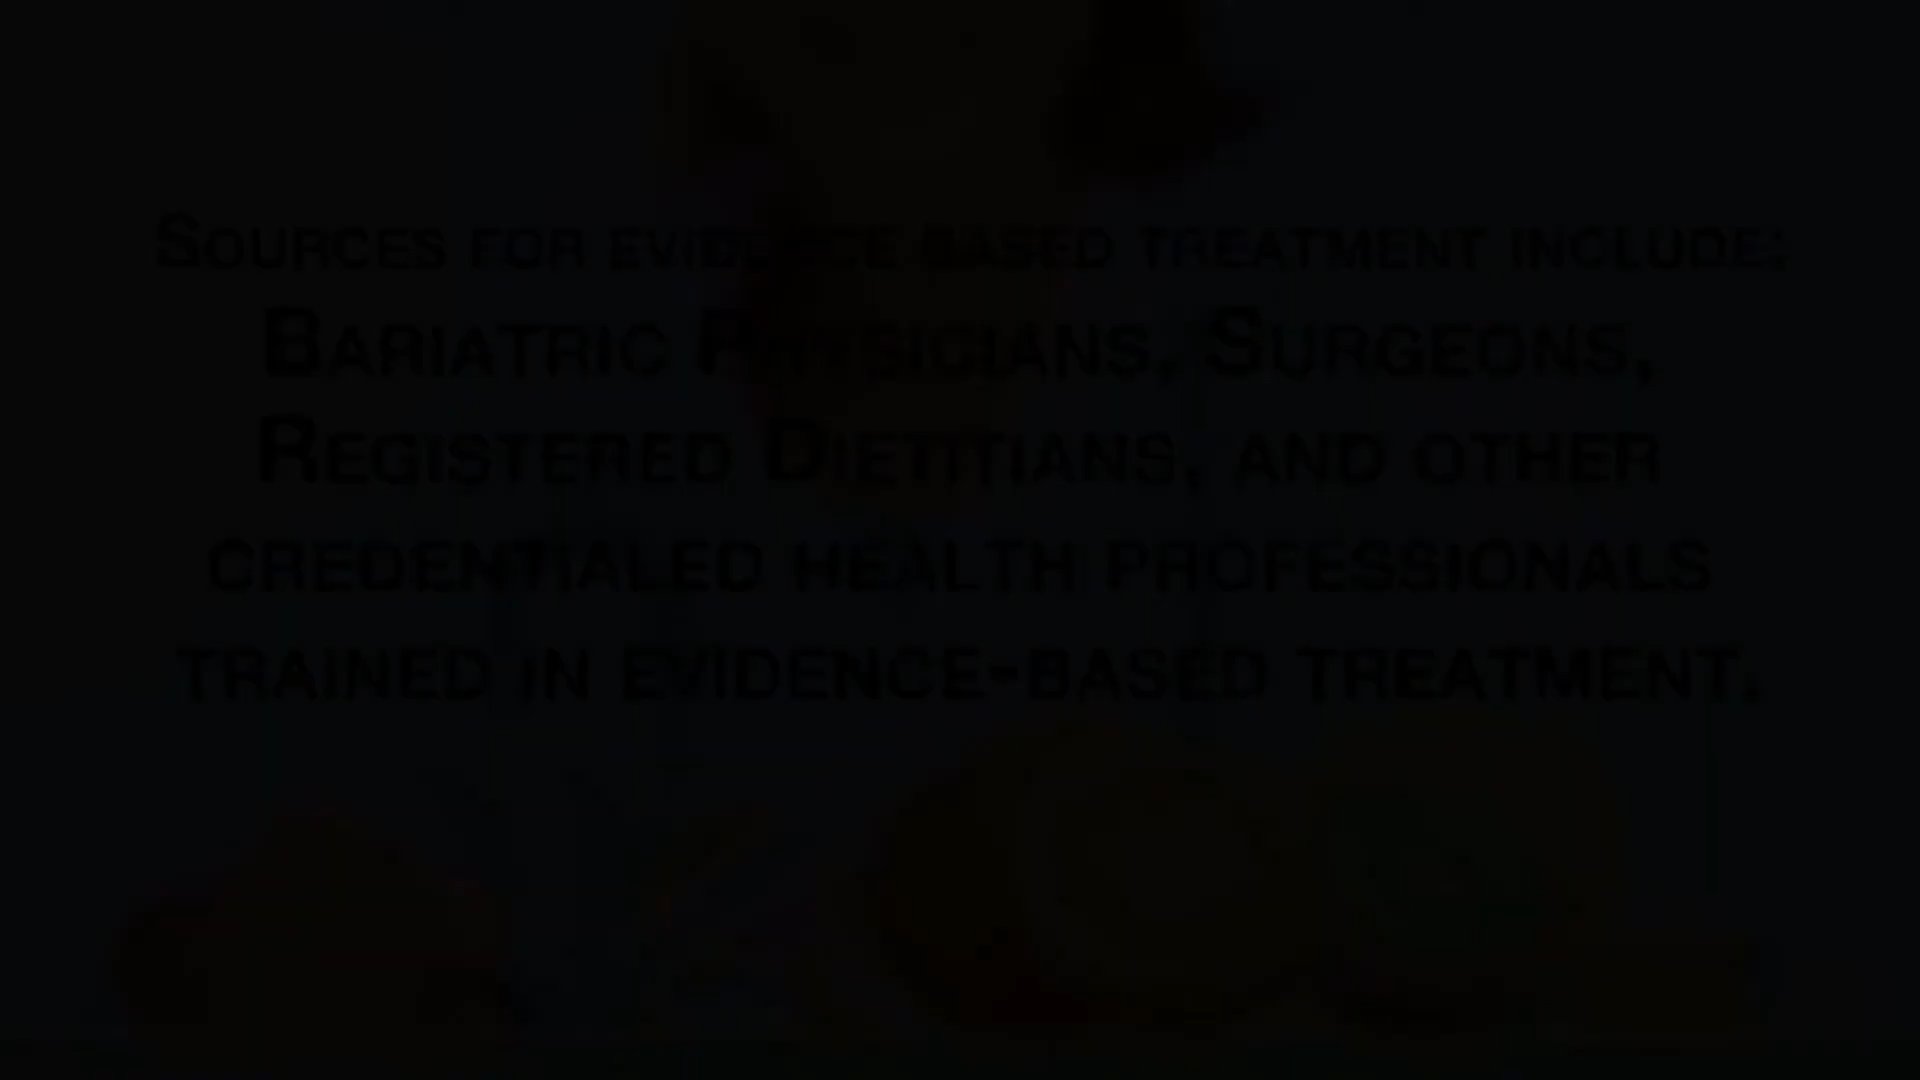 Sources for evidence based treatment include:
Bariatric Physicians, Surgeons,
Registered Dietitians, and other
credentialed health professionals
trained in evidence-based treatment.